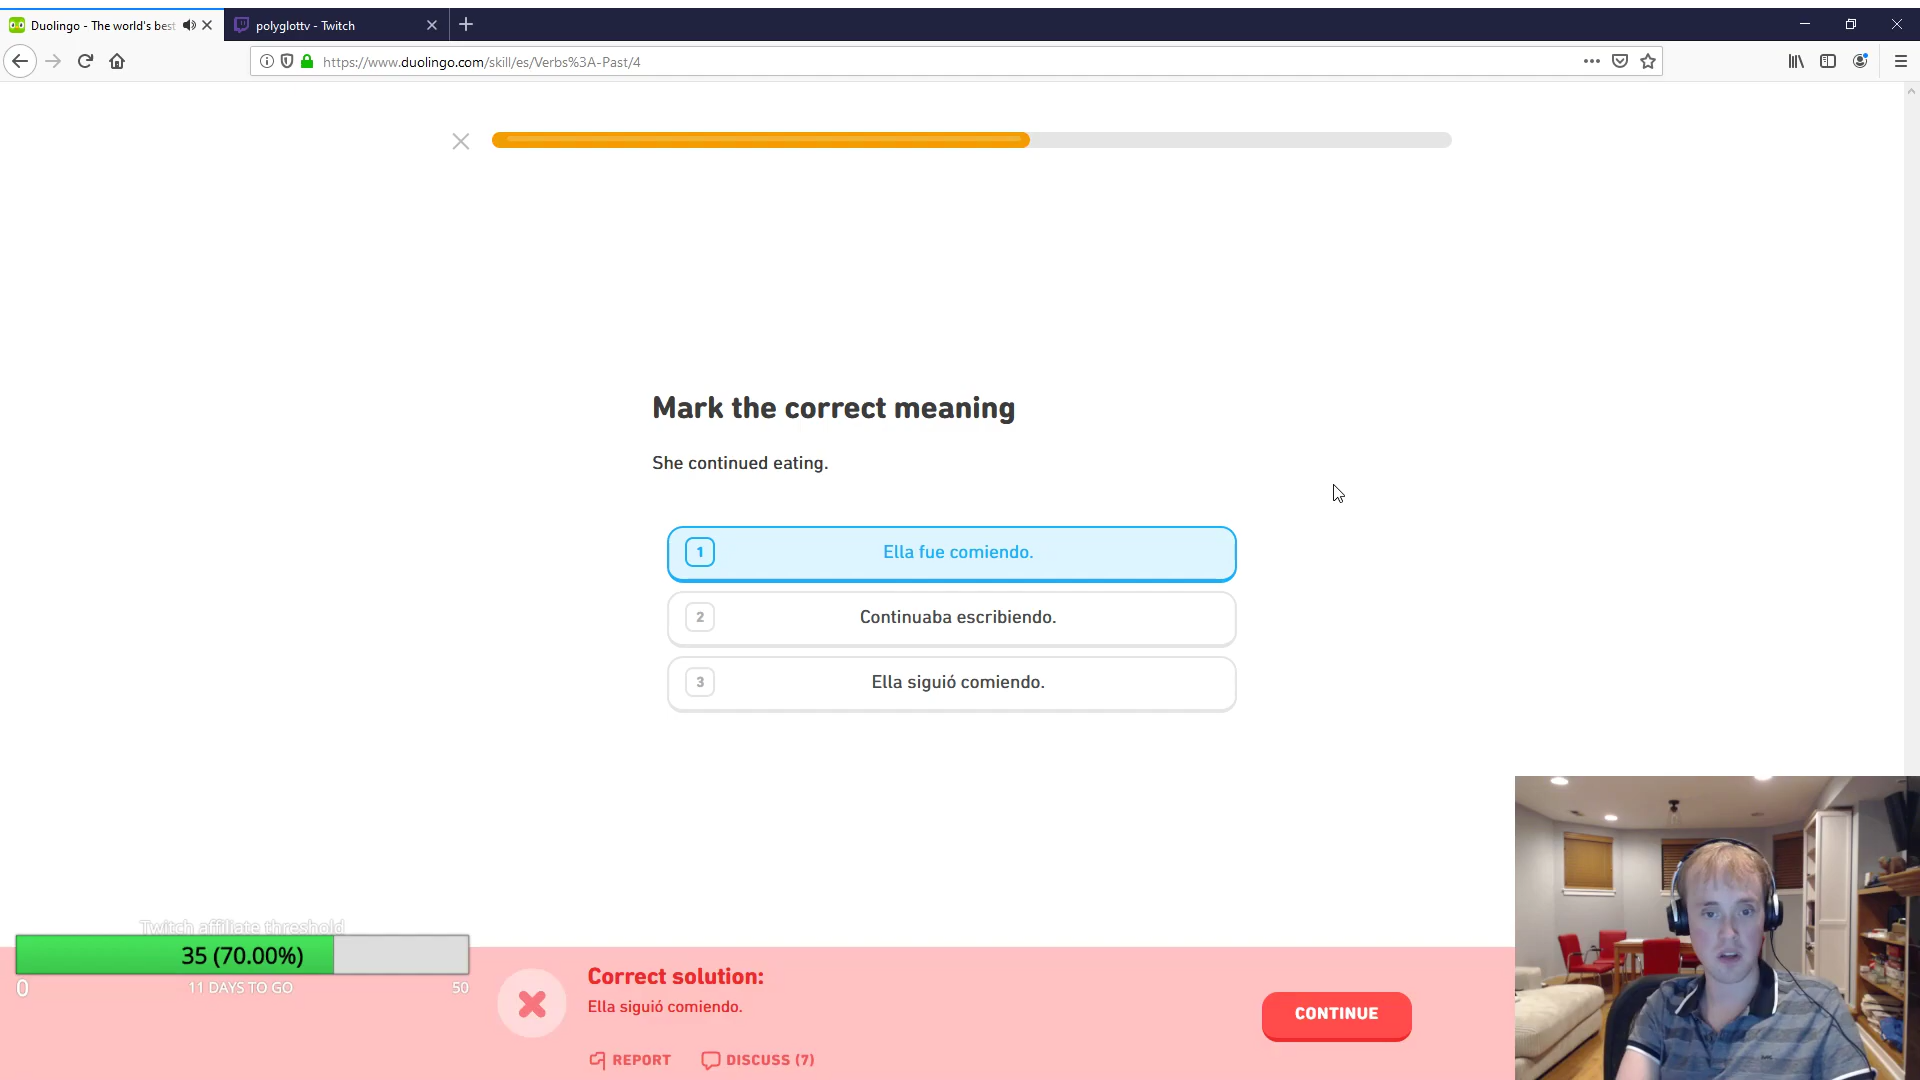 Duolingo - The world's best
polyglottv - Twitch
https://www.duolingo.com/skill/es/Verbs%3A-Past/4
Mark the correct meaning
She continued eating.
1 Ella fue comiendo.
2 Continuaba escribiendo.
3 Ella siguió comiendo.
Twitch affiliate threshold
35 (70.00%)
0 11 DAYS TO GO 50
Correct solution:
Ella siguió comiendo.
CONTINUE
REPORT DISCUSS (7)